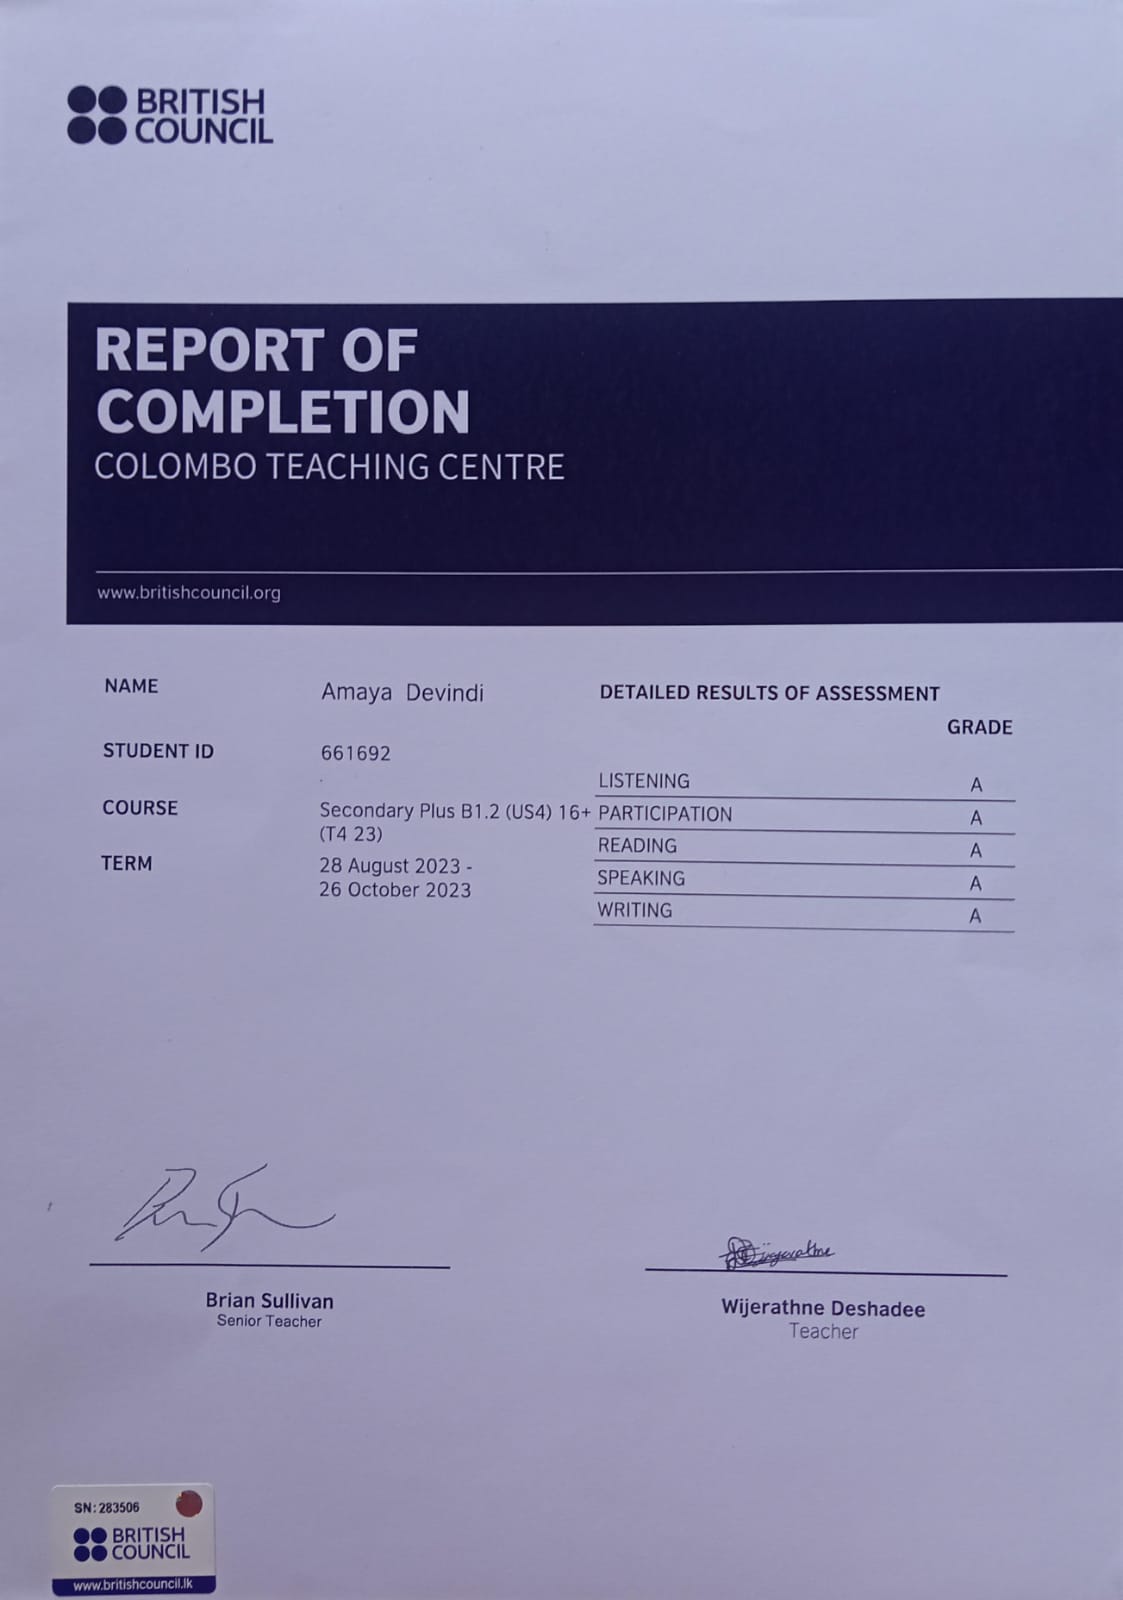 BRITISH
COUNCIL
REPORT OF
COMPLETION
COLOMBO TEACHING CENTRE
www.britishcouncil.org
NAME
Amaya Devindi
STUDENT ID
661692
COURSE
Secondary Plus B1.2 (US4) 16+
(T4 23)
TERM
28 August 2023 -
26 October 2023
DETAILED RESULTS OF ASSESSMENT
GRADE
LISTENING A
PARTICIPATION A
READING A
SPEAKING A
WRITING A
Brian Sullivan
Senior Teacher
Wijerathne Deshadee
Teacher
SN: 283506
BRITISH
COUNCIL
www.britishcouncil.lk